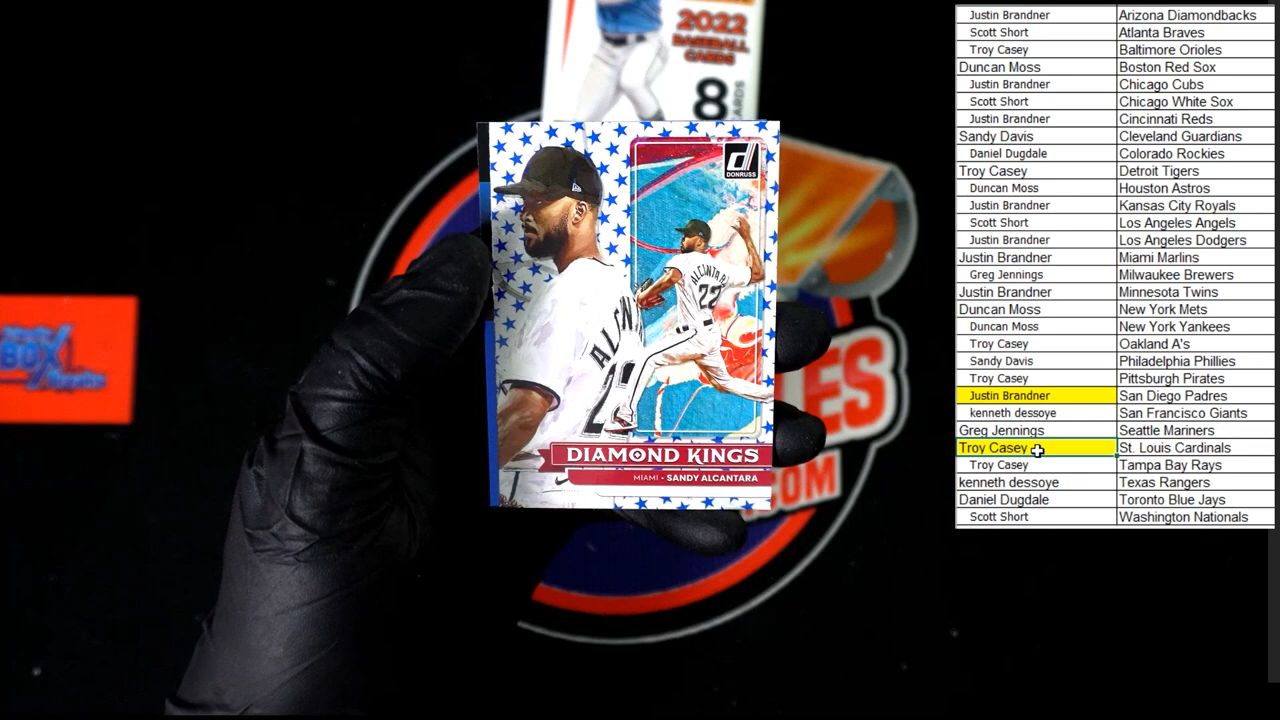 2022
BASEBALL
CARDS
8
CARDS
DONRUSS
ALCANTARA
22
DIAMOND KINGS
MIAMI • SANDY ALCANTARA
BOX
LES
.COM
Justin Brandner Arizona Diamondbacks
Scott Short Atlanta Braves
Troy Casey Baltimore Orioles
Duncan Moss Boston Red Sox
Justin Brandner Chicago Cubs
Scott Short Chicago White Sox
Justin Brandner Cincinnati Reds
Sandy Davis Cleveland Guardians
Daniel Dugdale Colorado Rockies
Troy Casey Detroit Tigers
Duncan Moss Houston Astros
Justin Brandner Kansas City Royals
Scott Short Los Angeles Angels
Justin Brandner Los Angeles Dodgers
Justin Brandner Miami Marlins
Greg Jennings Milwaukee Brewers
Justin Brandner Minnesota Twins
Duncan Moss New York Mets
Duncan Moss New York Yankees
Troy Casey Oakland A's
Sandy Davis Philadelphia Phillies
Troy Casey Pittsburgh Pirates
Justin Brandner San Diego Padres
kenneth dessoye San Francisco Giants
Greg Jennings Seattle Mariners
Troy Casey St. Louis Cardinals
Troy Casey Tampa Bay Rays
kenneth dessoye Texas Rangers
Daniel Dugdale Toronto Blue Jays
Scott Short Washington Nationals